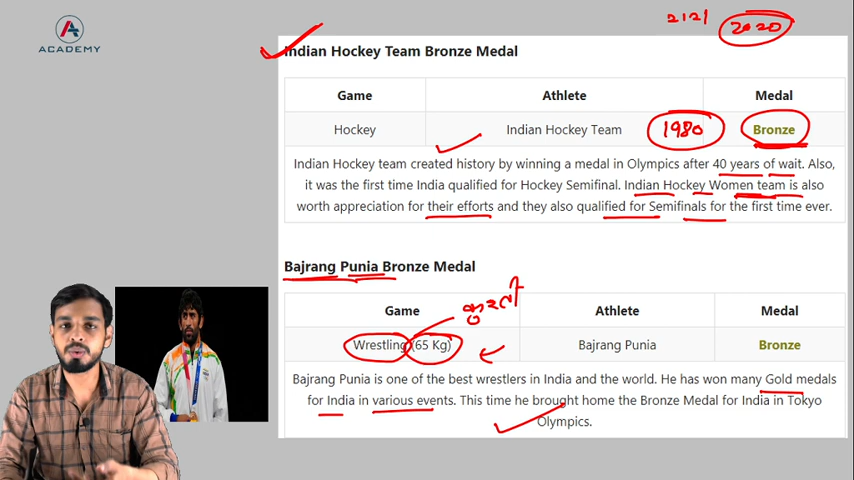 ACADEMY
2121 2020
Indian Hockey Team Bronze Medal
Game Athlete Medal
Hockey Indian Hockey Team 1980 Bronze
Indian Hockey team created history by winning a medal in Olympics after 40 years of wait. Also,
it was the first time India qualified for Hockey Semifinal. Indian Hockey Women team is also
worth appreciation for their efforts and they also qualified for Semifinals for the first time ever.
Bajrang Punia Bronze Medal
Game Athlete Medal
Wrestling (65 Kg) Bajrang Punia Bronze
Bajrang Punia is one of the best wrestlers in India and the world. He has won many Gold medals
for India in various events. This time he brought home the Bronze Medal for India in Tokyo
Olympics.